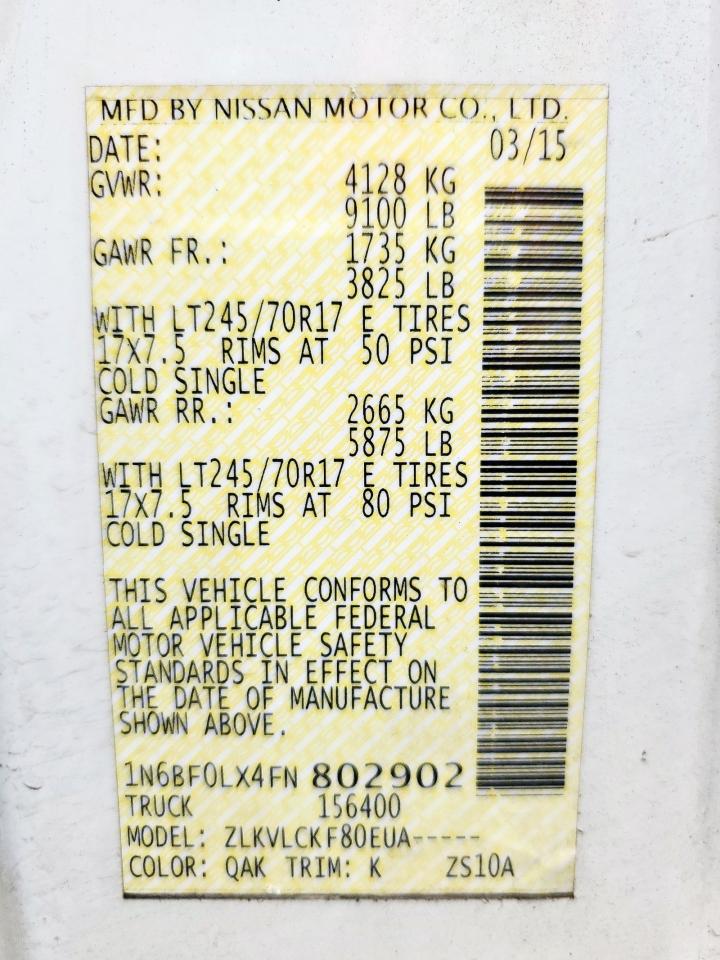 MFD BY NISSAN MOTOR CO., LTD.
DATE: 03/15
GVWR: 4128 KG
9100 LB
GAWR FR.: 1735 KG
3825 LB
WITH LT245/70R17 E TIRES
17X7.5 RIMS AT 50 PSI
COLD SINGLE
GAWR RR.: 2665 KG
5875 LB
WITH LT245/70R17 E TIRES
17X7.5 RIMS AT 80 PSI
COLD SINGLE
THIS VEHICLE CONFORMS TO
ALL APPLICABLE FEDERAL
MOTOR VEHICLE SAFETY
STANDARDS IN EFFECT ON
THE DATE OF MANUFACTURE
SHOWN ABOVE.
1N6BF0LX4FN 802902
TRUCK 156400
MODEL: ZLKVLCKF80EUA-----
COLOR: QAK TRIM: K ZS10A